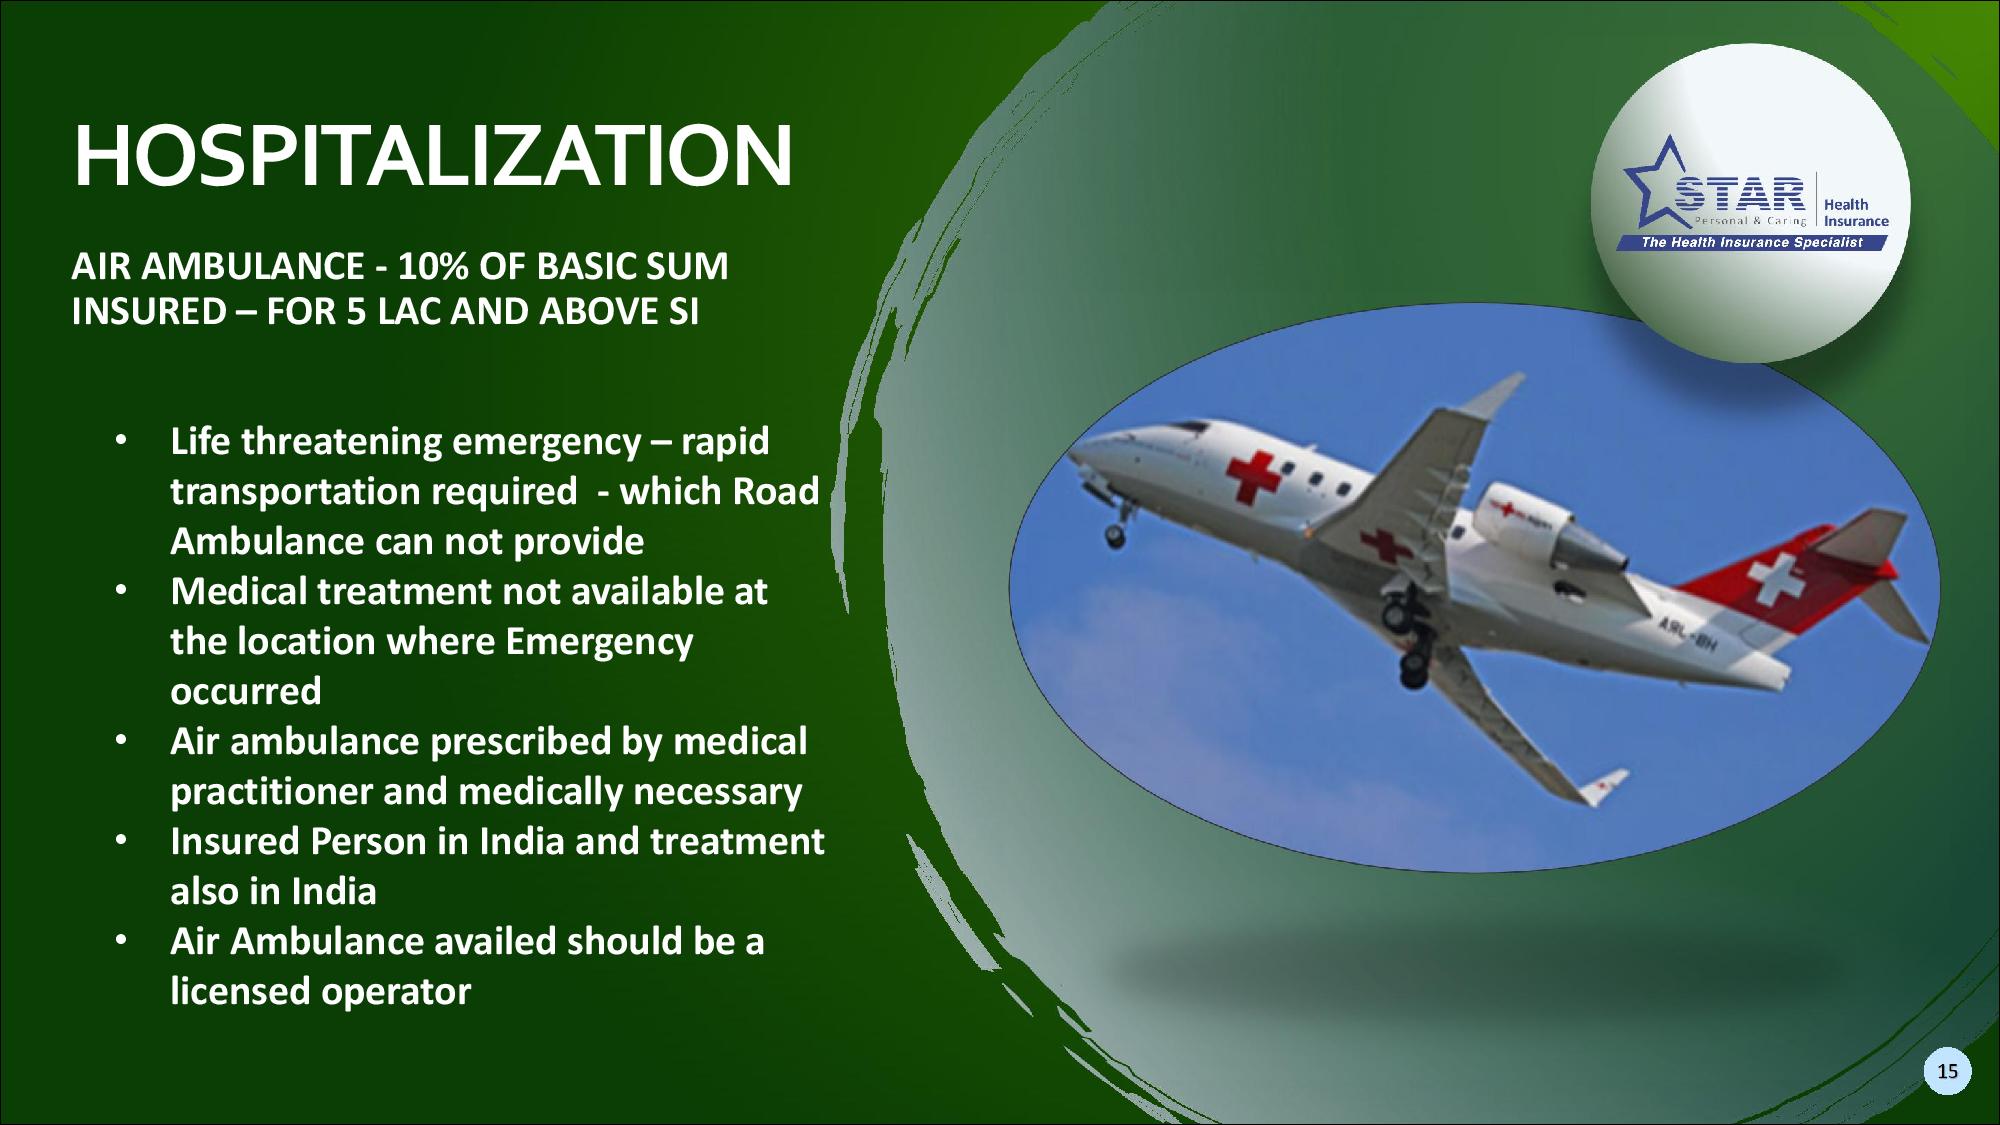 HOSPITALIZATION
AIR AMBULANCE - 10% OF BASIC SUM
INSURED – FOR 5 LAC AND ABOVE SI
• Life threatening emergency – rapid
transportation required  - which Road
Ambulance can not provide
• Medical treatment not available at
the location where Emergency
occurred
• Air ambulance prescribed by medical
practitioner and medically necessary
• Insured Person in India and treatment
also in India
• Air Ambulance availed should be a
licensed operator
STAR
Health
Insurance
Personal & Caring
The Health Insurance Specialist
15